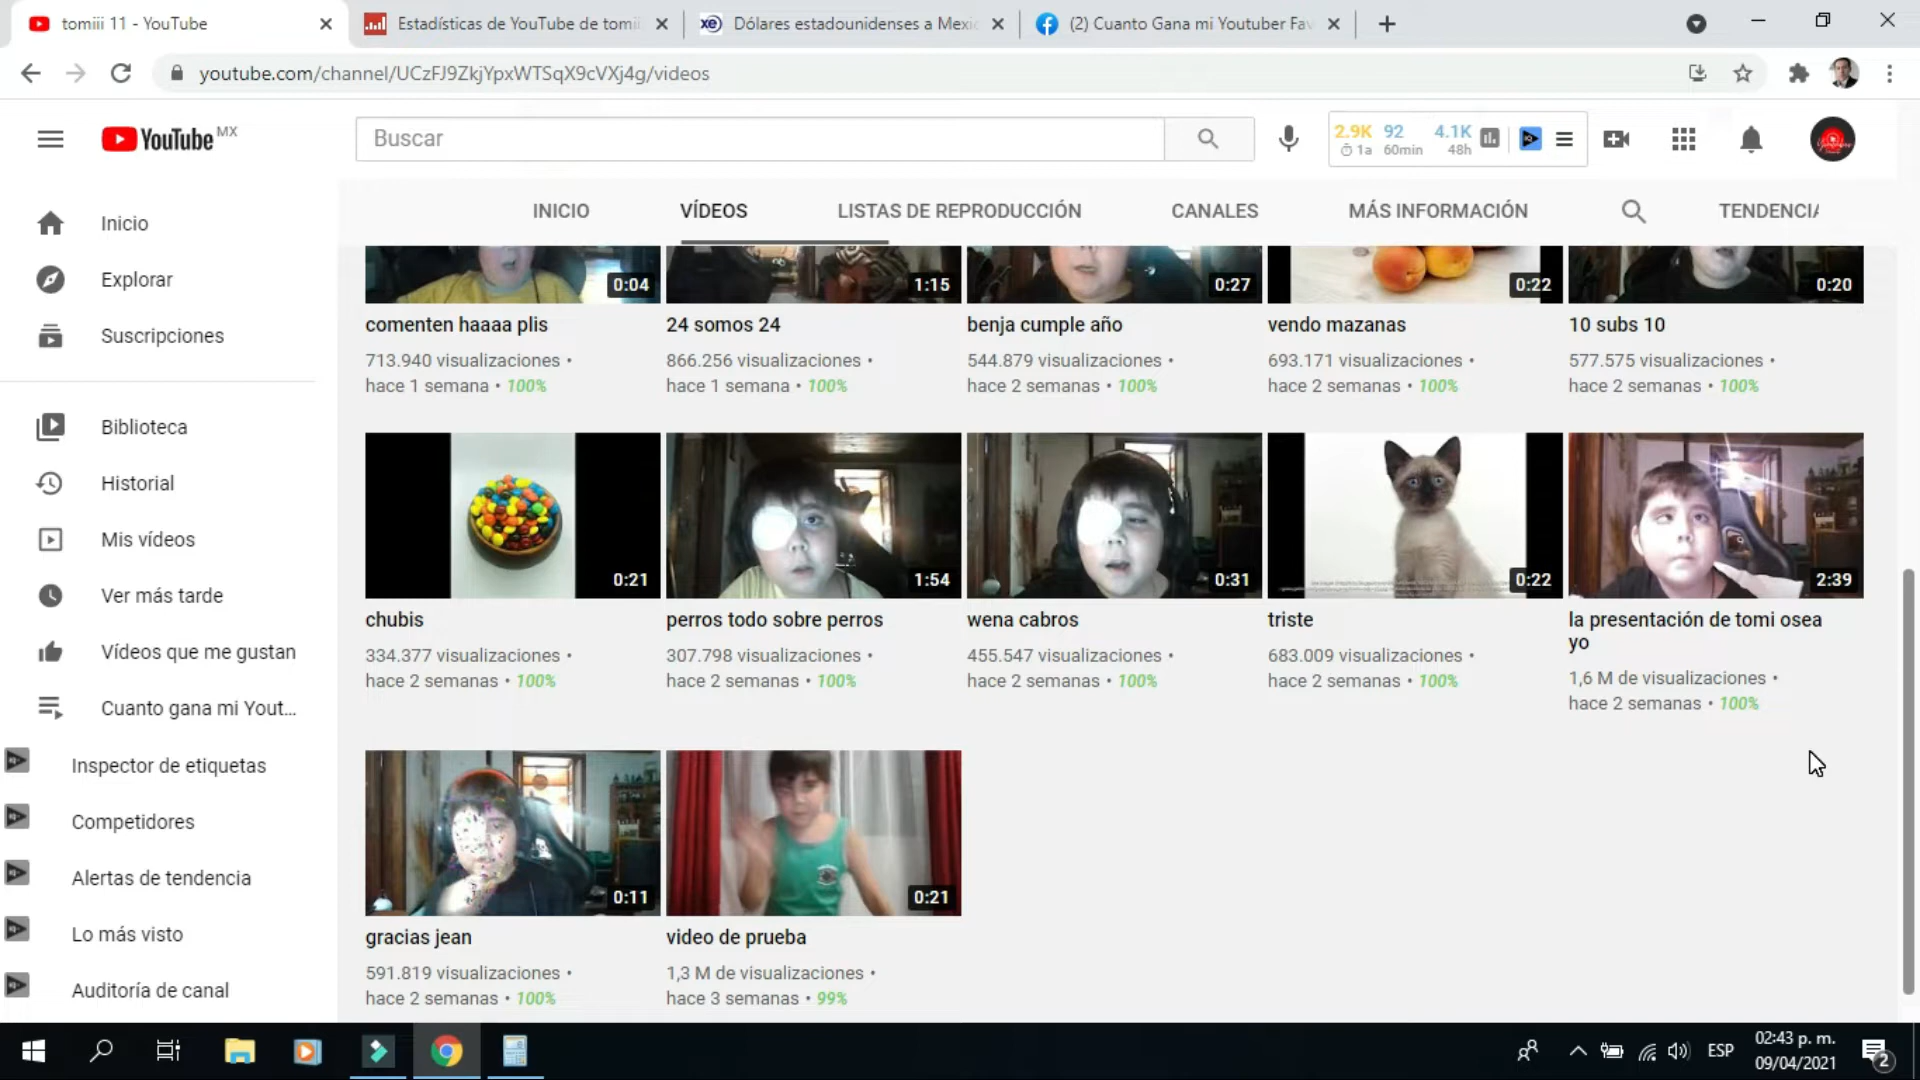 tomiii 11 - YouTube
Estadísticas de YouTube de tomii
Dólares estadounidenses a Mexic
(2) Cuanto Gana mi Youtuber Fav
youtube.com/channel/UCzFJ9ZkjYpxWTSqX9cVXj4g/videos
YouTube MX
Buscar
2.9K 92 4.1K
1a 60min 48h
INICIO VÍDEOS LISTAS DE REPRODUCCIÓN CANALES MÁS INFORMACIÓN TENDENCIA
Inicio
Explorar
Suscripciones
Biblioteca
Historial
Mis vídeos
Ver más tarde
Vídeos que me gustan
Cuanto gana mi Yout...
Inspector de etiquetas
Competidores
Alertas de tendencia
Lo más visto
Auditoría de canal
0:04
comenten haaaa plis
713.940 visualizaciones •
hace 1 semana • 100%
1:15
24 somos 24
866.256 visualizaciones •
hace 1 semana • 100%
0:27
benja cumple año
544.879 visualizaciones •
hace 2 semanas • 100%
0:22
vendo mazanas
693.171 visualizaciones •
hace 2 semanas • 100%
0:20
10 subs 10
577.575 visualizaciones •
hace 2 semanas • 100%
0:21
chubis
334.377 visualizaciones •
hace 2 semanas • 100%
1:54
perros todo sobre perros
307.798 visualizaciones •
hace 2 semanas • 100%
0:31
wena cabros
455.547 visualizaciones •
hace 2 semanas • 100%
0:22
triste
683.009 visualizaciones •
hace 2 semanas • 100%
2:39
la presentación de tomi osea
yo
1,6 M de visualizaciones •
hace 2 semanas • 100%
0:11
gracias jean
591.819 visualizaciones •
hace 2 semanas • 100%
0:21
video de prueba
1,3 M de visualizaciones •
hace 3 semanas • 99%
ESP
02:43 p. m.
09/04/2021
2